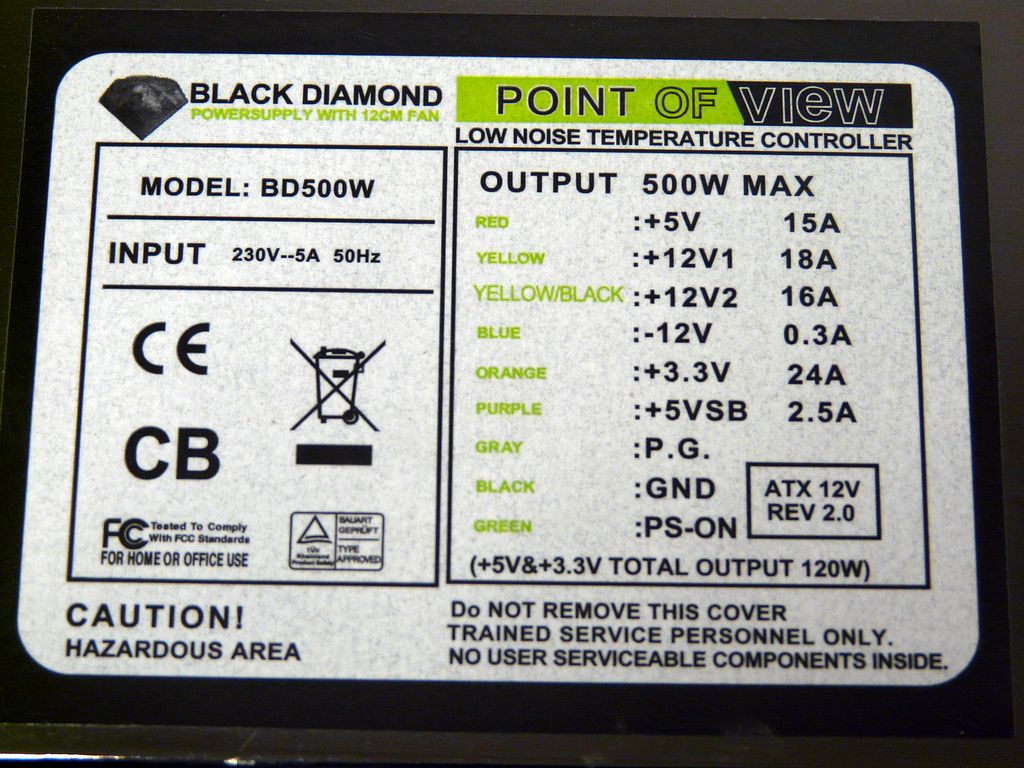 BLACK DIAMOND
POWERSUPPLY WITH 12CM FAN
POINT OF VIEW
LOW NOISE TEMPERATURE CONTROLLER
MODEL: BD500W
INPUT 230V--5A 50Hz
CE
CB
FC Tested To Comply
With FCC Standards
FOR HOME OR OFFICE USE
TÜV
Rheinland
Product Safety
BAUART
GEPRÜFT
TYPE
APPROVED
OUTPUT 500W MAX
RED :+5V 15A
YELLOW :+12V1 18A
YELLOW/BLACK :+12V2 16A
BLUE :-12V 0.3A
ORANGE :+3.3V 24A
PURPLE :+5VSB 2.5A
GRAY :P.G.
BLACK :GND
GREEN :PS-ON
ATX 12V
REV 2.0
(+5V&+3.3V TOTAL OUTPUT 120W)
CAUTION!
HAZARDOUS AREA
Do NOT REMOVE THIS COVER
TRAINED SERVICE PERSONNEL ONLY.
NO USER SERVICEABLE COMPONENTS INSIDE.